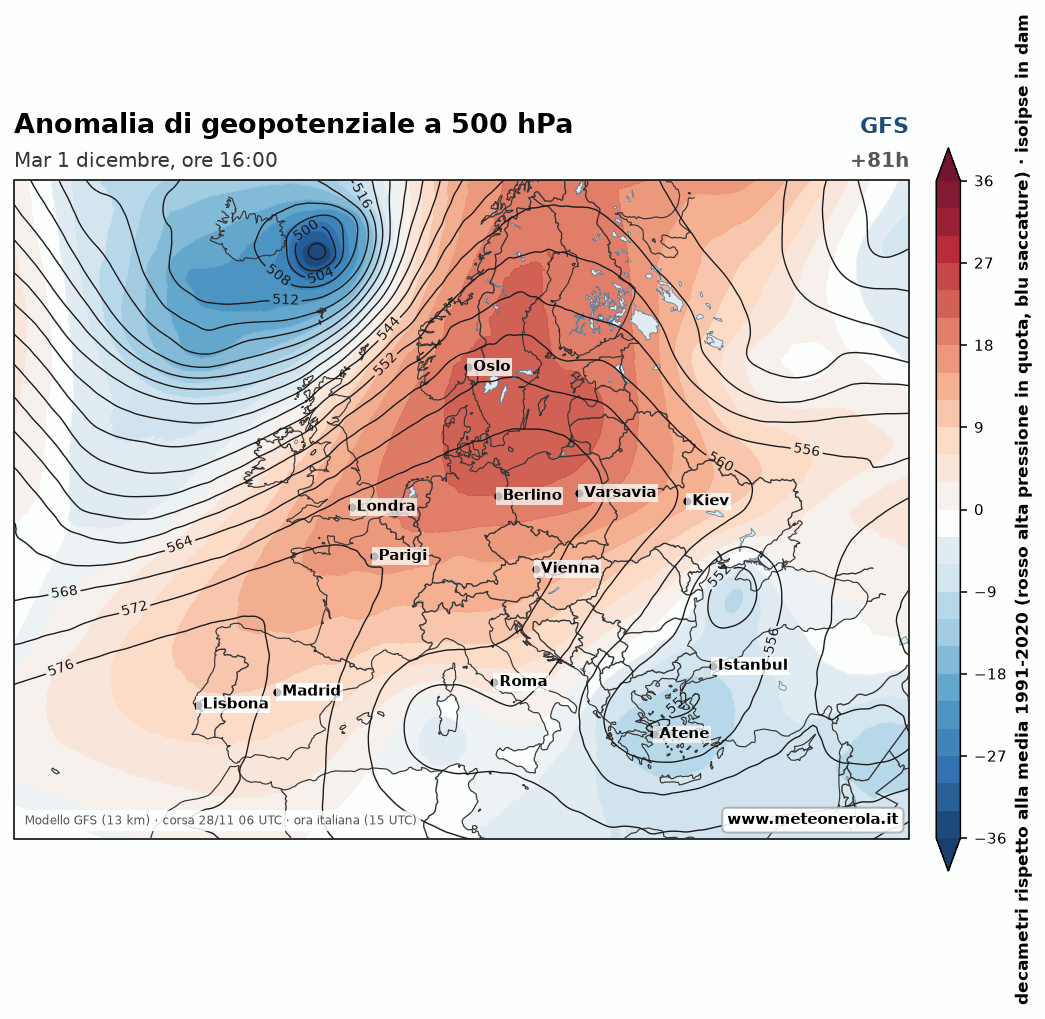 Anomalia di geopotenziale a 500 hPa
GFS
Mar 1 dicembre, ore 16:00
+81h
516
500
508
504
512
544
552
Oslo
556
560
Berlino
Varsavia
Kiev
Londra
564
Parigi
Vienna
552
568
572
556
576
Istanbul
Roma
Madrid
Lisbona
552
Atene
Modello GFS (13 km) · corsa 28/11 06 UTC · ora italiana (15 UTC)
www.meteonerola.it
36
27
18
9
0
−9
−18
−27
−36
decametri rispetto alla media 1991-2020 (rosso alta pressione in quota, blu saccature) · isoipse in dam